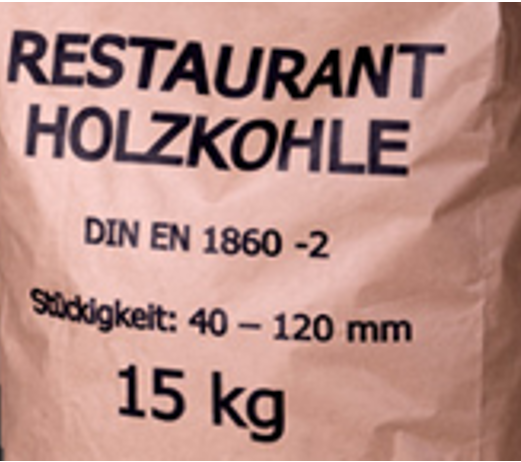 RESTAURANT
HOLZKOHLE
DIN EN 1860 -2
Stückigkeit: 40 – 120 mm
15 kg